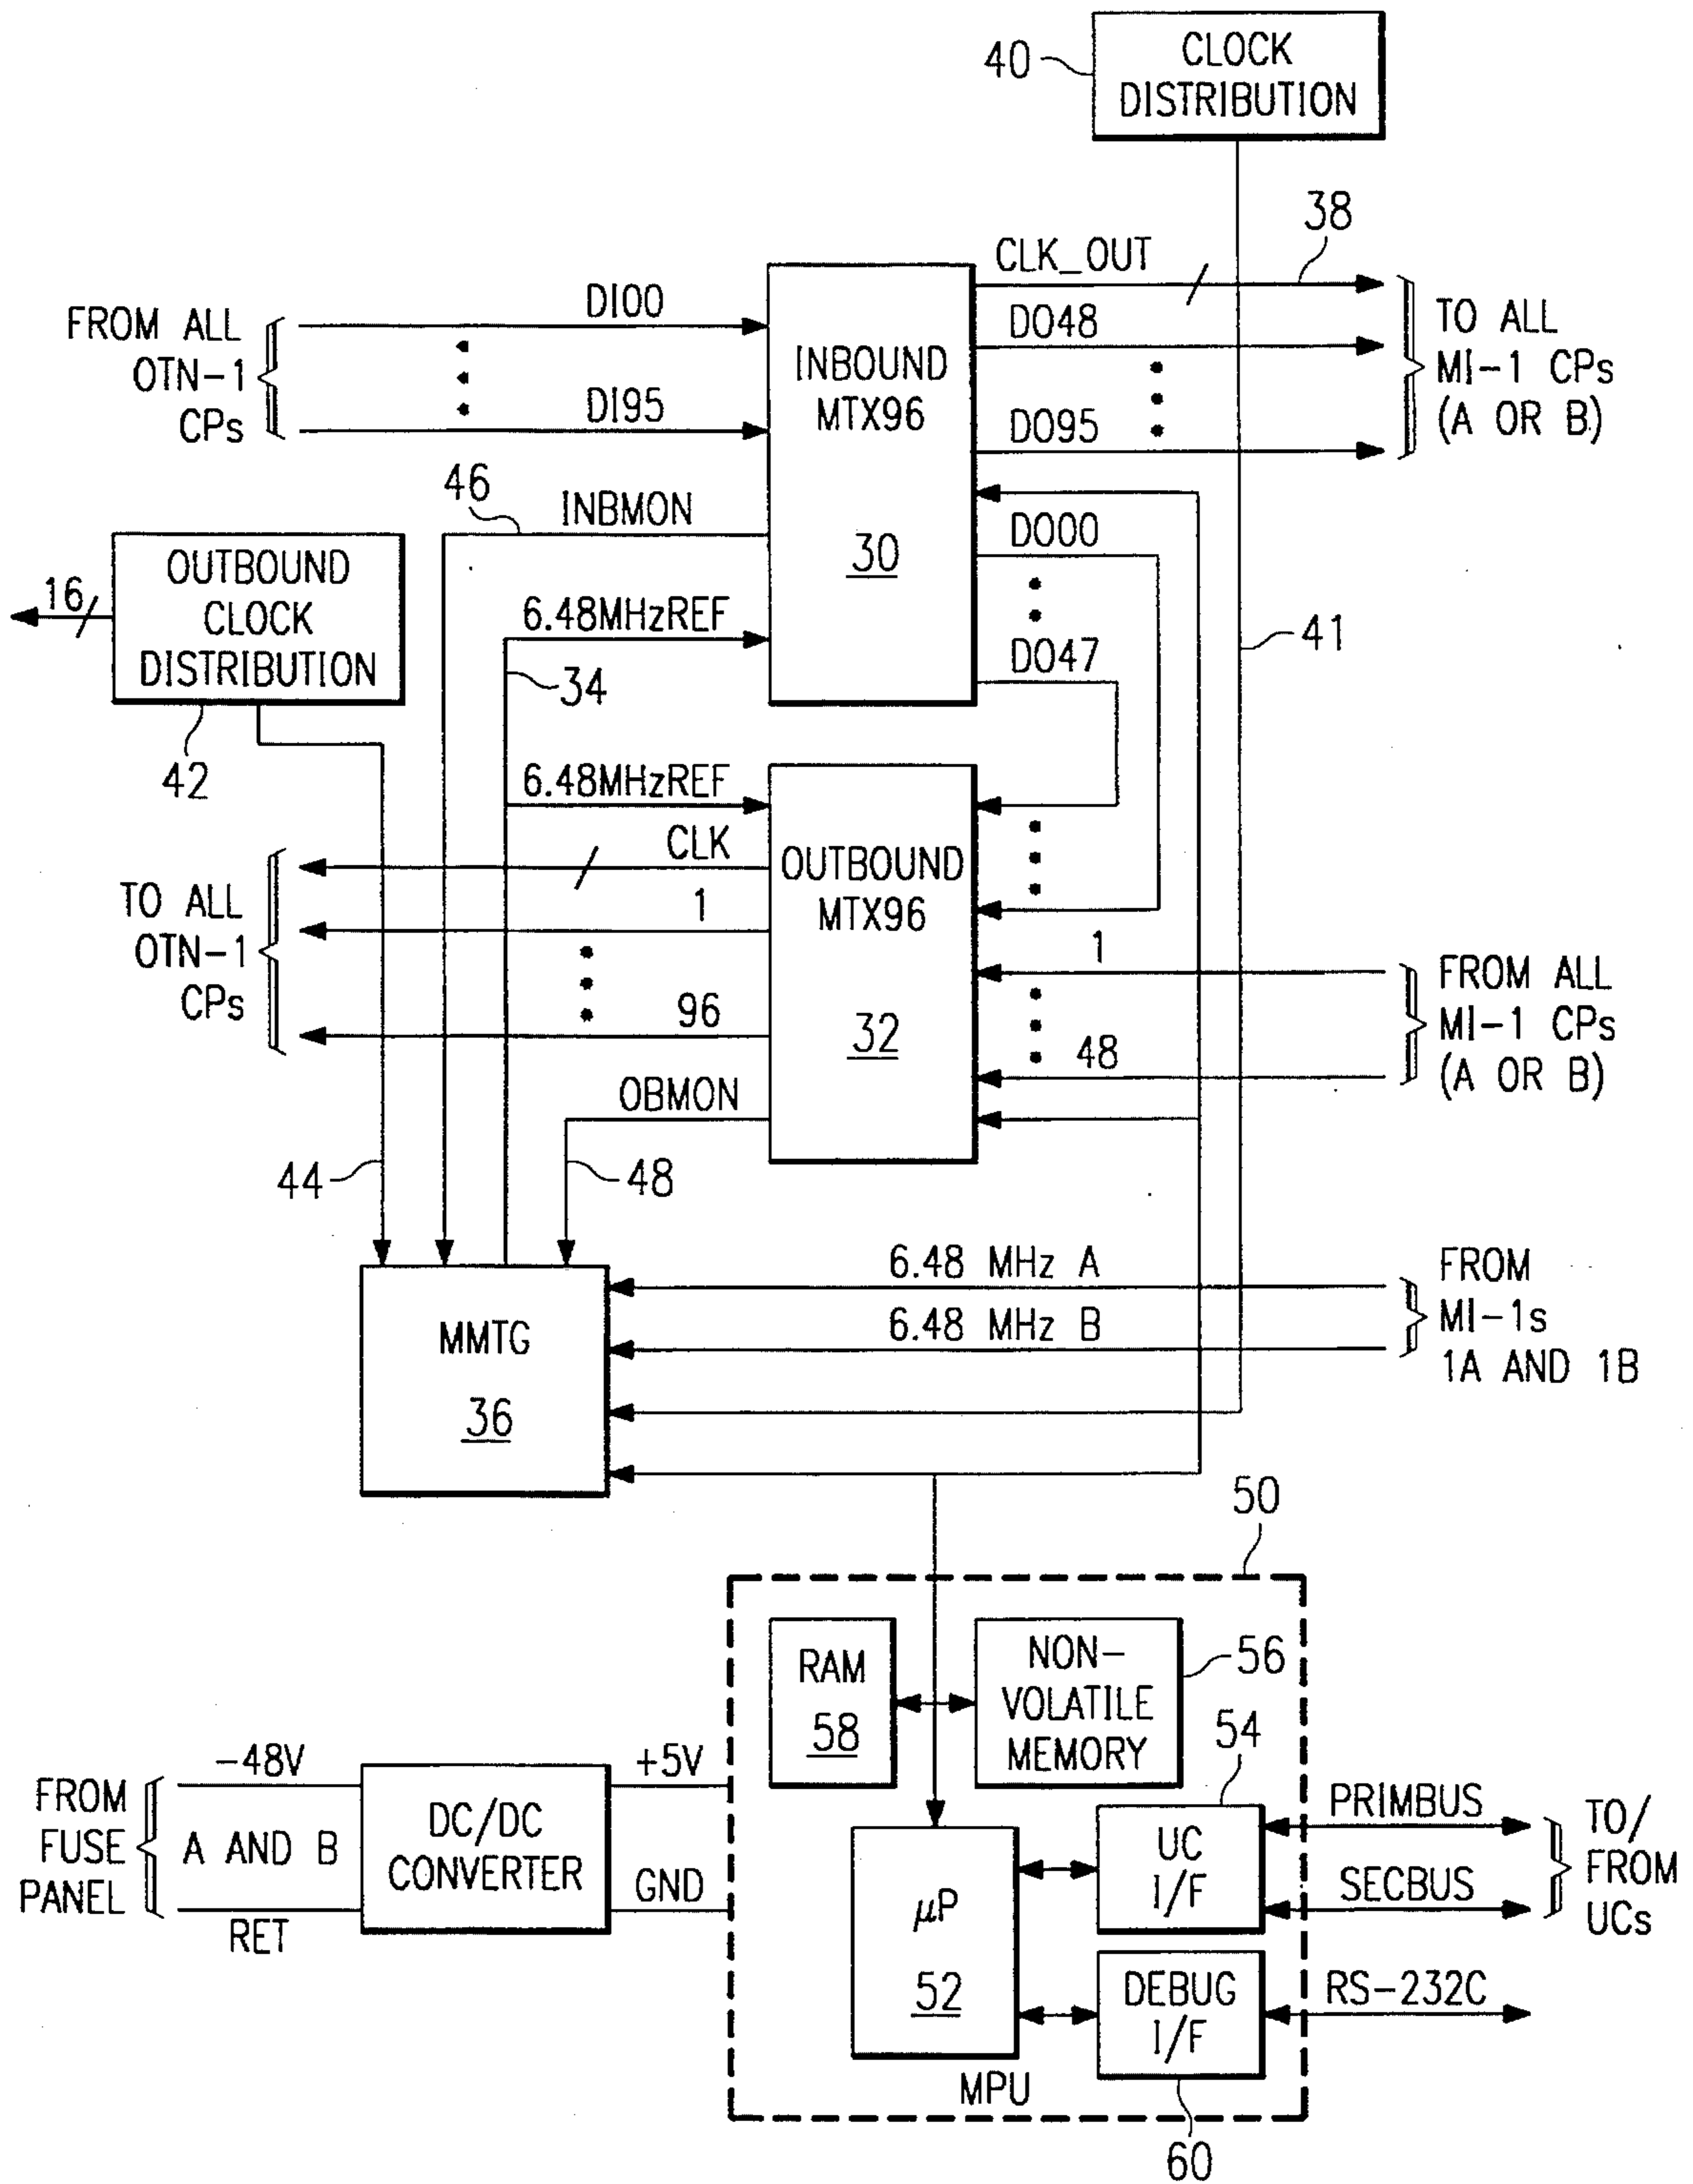 40
CLOCK
DISTRIBUTION
38
CLK_OUT
FROM ALL
OTN-1
CPs
DI00
DI95
INBOUND
MTX96
30
DO48
DO95
TO ALL
MI-1 CPs
(A OR B)
46
INBMON
DO00
DO47
41
16
OUTBOUND
CLOCK
DISTRIBUTION
42
6.48MHzREF
34
6.48MHzREF
CLK
1
96
TO ALL
OTN-1
CPs
OUTBOUND
MTX96
32
1
48
FROM ALL
MI-1 CPs
(A OR B)
OBMON
44
48
6.48 MHz A
6.48 MHz B
FROM
MI-1s
1A AND 1B
MMTG
36
50
RAM
58
NON-
VOLATILE
MEMORY
56
54
FROM
FUSE
PANEL
-48V
A AND B
RET
DC/DC
CONVERTER
+5V
GND
μP
52
UC
I/F
PRIMBUS
SECBUS
TO/
FROM
UCs
DEBUG
I/F
RS-232C
MPU
60